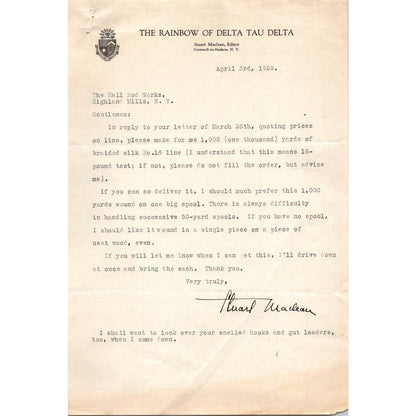 THE RAINBOW OF DELTA TAU DELTA
Stuart Maclean, Editor
Croton-on-Hudson, N. Y.
April 3rd, 1929.
The Hall Rod Works,
Highland Mills, N. Y.
Gentlemen:
In reply to your letter of March 26th, quoting prices
on line, please make for me 1,000 (one thousand) yards of
braided silk No.16 line (I understand that this means 16-
pound test; if not, please do not fill the order, but advise
me).
If you can so deliver it, I should much prefer this 1,000
yards wound on one big spool. There is always difficulty
in handling successive 50-yard spools. If you have no spool,
I should like it wound in a single piece on a piece of
neat wood, even.
If you will let me know when I can get this, I'll drive down
at once and bring the cash. Thank you.
Very truly,
Stuart Maclean
I shall want to look over your snelled hooks and gut leaders,
too, when I come down.